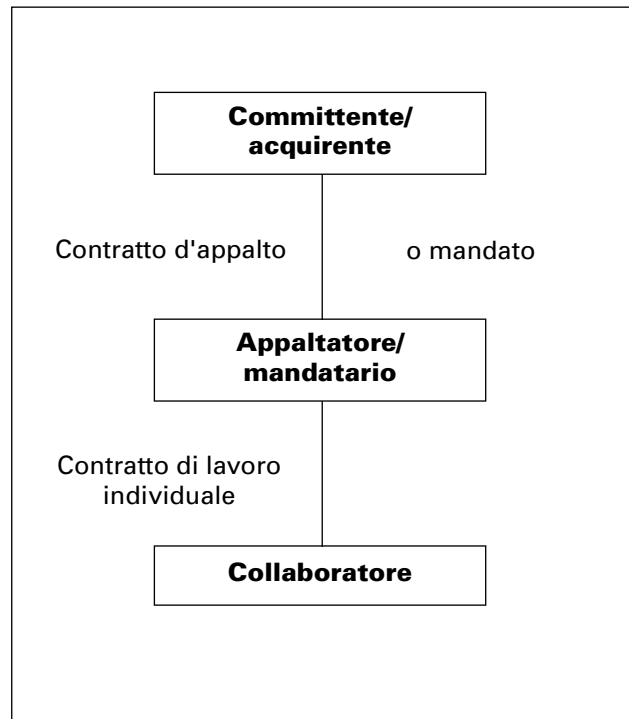 Committente/
acquirente
Contratto d'appalto
o mandato
Appaltatore/
mandatario
Contratto di lavoro
individuale
Collaboratore